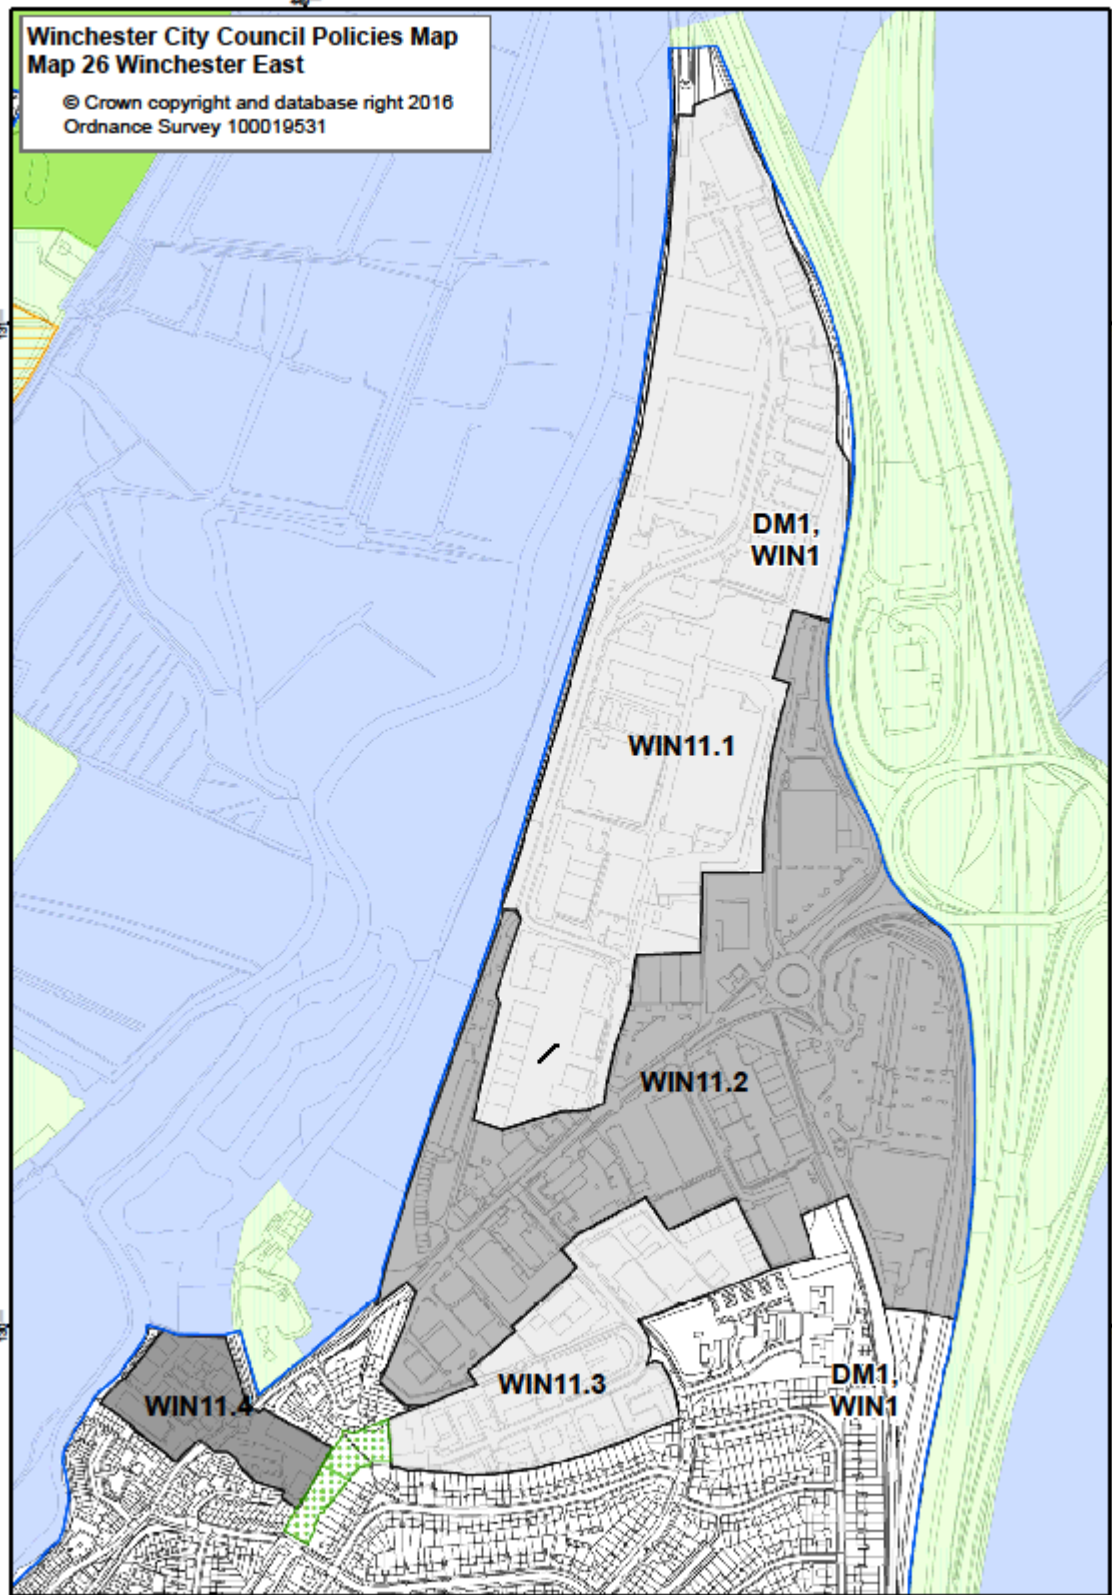 Winchester City Council Policies Map
Map 26 Winchester East
© Crown copyright and database right 2016
Ordnance Survey 100019531
DM1,
WIN1
WIN11.1
WIN11.2
WIN11.3
DM1,
WIN1
WIN11.4